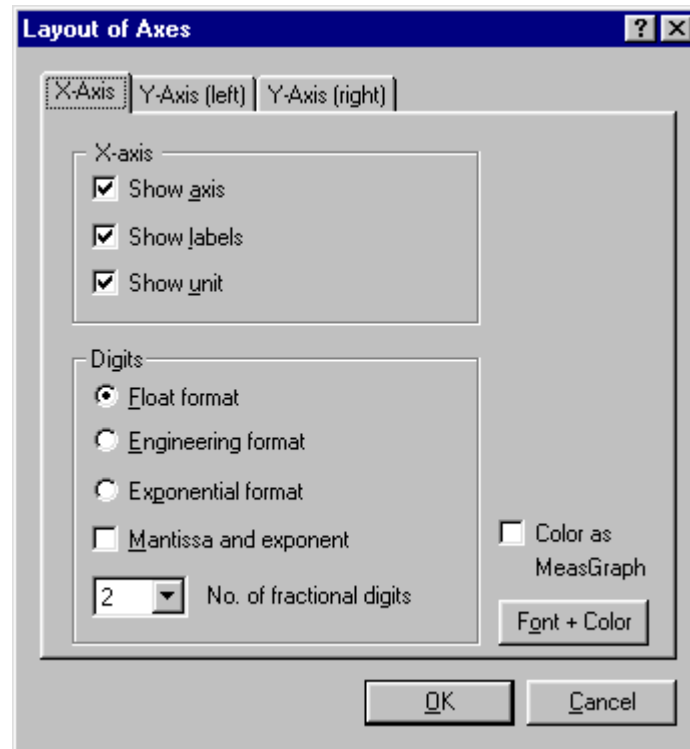 Layout of Axes
X-Axis Y-Axis (left) Y-Axis (right)
X-axis
Show axis
Show labels
Show unit
Digits
Float format
Engineering format
Exponential format
Mantissa and exponent
2 No. of fractional digits
Color as
MeasGraph
Font + Color
OK Cancel